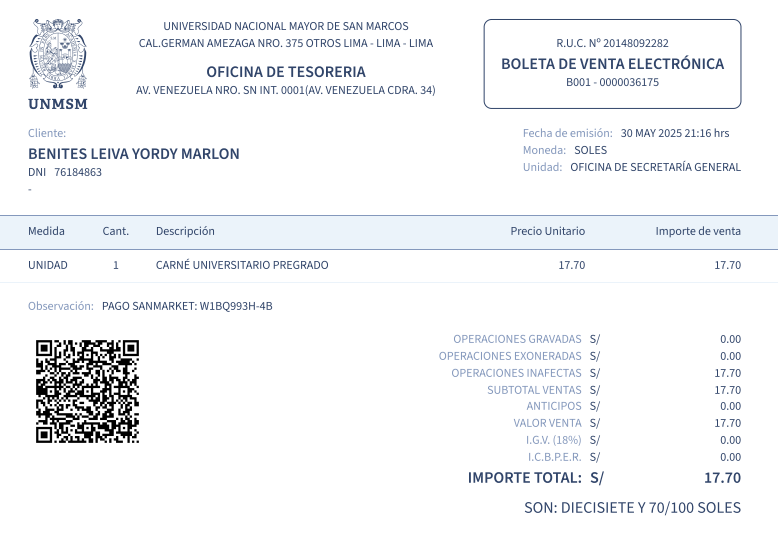 UNMSM
UNIVERSIDAD NACIONAL MAYOR DE SAN MARCOS
CAL.GERMAN AMEZAGA NRO. 375 OTROS LIMA - LIMA - LIMA
OFICINA DE TESORERIA
AV. VENEZUELA NRO. SN INT. 0001(AV. VENEZUELA CDRA. 34)
R.U.C. Nº 20148092282
BOLETA DE VENTA ELECTRÓNICA
B001 - 0000036175
Cliente:
BENITES LEIVA YORDY MARLON
DNI 76184863
-
Fecha de emisión: 30 MAY 2025 21:16 hrs
Moneda: SOLES
Unidad: OFICINA DE SECRETARÍA GENERAL
Medida Cant. Descripción Precio Unitario Importe de venta
UNIDAD 1 CARNÉ UNIVERSITARIO PREGRADO 17.70 17.70
Observación: PAGO SANMARKET: W1BQ993H-4B
OPERACIONES GRAVADAS S/ 0.00
OPERACIONES EXONERADAS S/ 0.00
OPERACIONES INAFECTAS S/ 17.70
SUBTOTAL VENTAS S/ 17.70
ANTICIPOS S/ 0.00
VALOR VENTA S/ 17.70
I.G.V. (18%) S/ 0.00
I.C.B.P.E.R. S/ 0.00
IMPORTE TOTAL: S/ 17.70
SON: DIECISIETE Y 70/100 SOLES